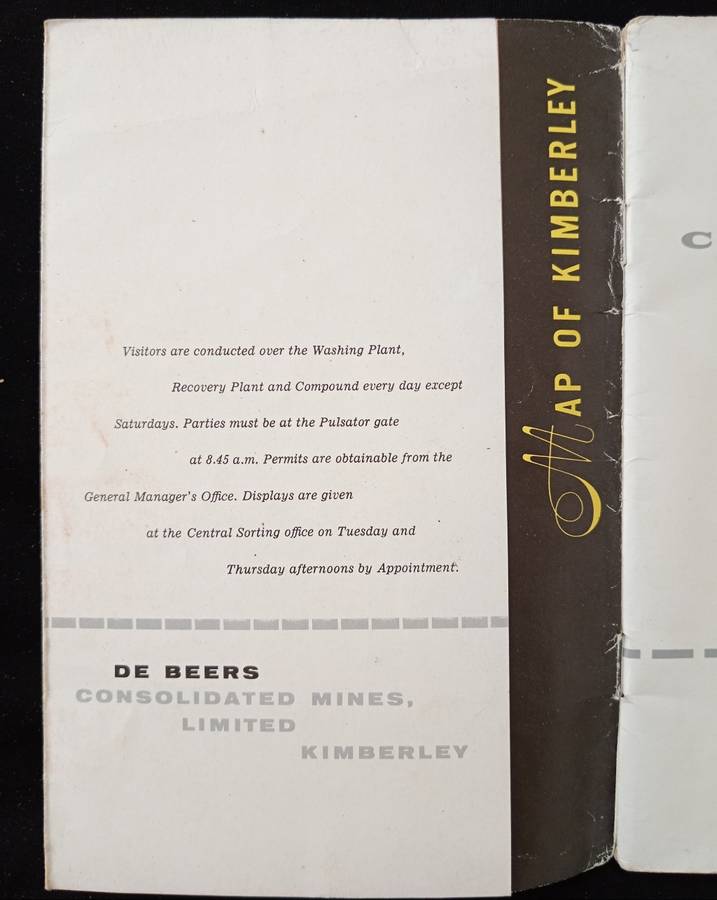 Visitors are conducted over the Washing Plant,
Recovery Plant and Compound every day except
Saturdays. Parties must be at the Pulsator gate
at 8.45 a.m. Permits are obtainable from the
General Manager's Office. Displays are given
at the Central Sorting office on Tuesday and
Thursday afternoons by Appointment.
DE BEERS
CONSOLIDATED MINES,
LIMITED
KIMBERLEY
MAP OF KIMBERLEY
C